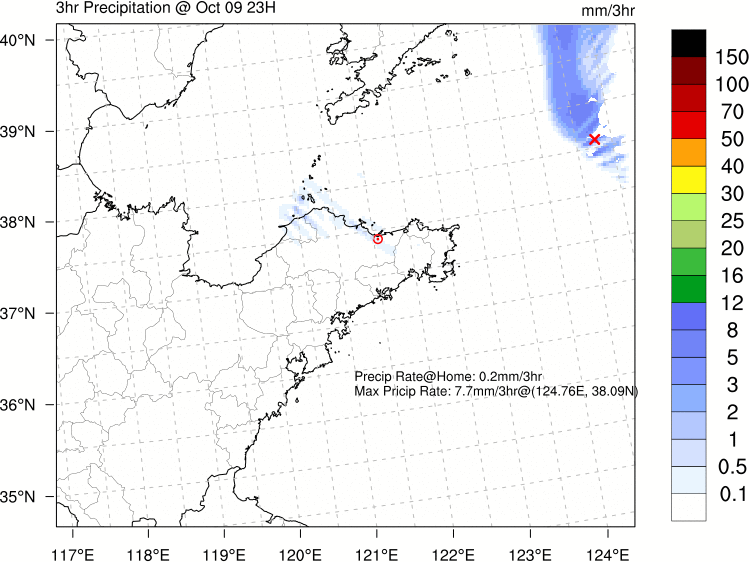 3hr Precipitation @ Oct 09 23H
mm/3hr
40°N
39°N
38°N
37°N
36°N
35°N
117°E
118°E
119°E
120°E
121°E
122°E
123°E
124°E
Precip Rate@Home: 0.2mm/3hr
Max Pricip Rate: 7.7mm/3hr@(124.76E, 38.09N)
150
100
70
50
40
30
25
20
16
12
8
5
3
2
1
0.5
0.1